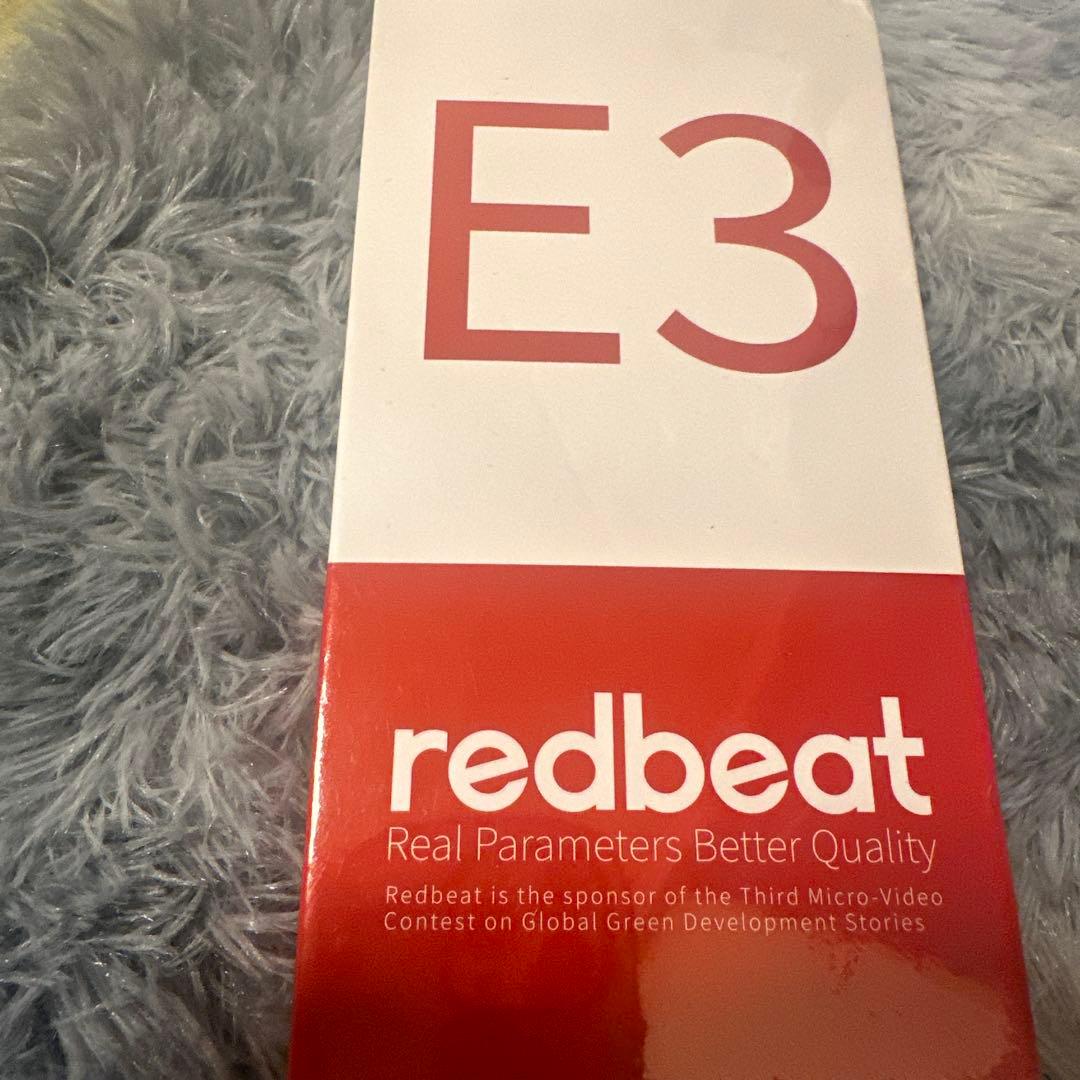 E3
redbeat
Real Parameters Better Quality
Redbeat is the sponsor of the Third Micro-Video
Contest on Global Green Development Stories